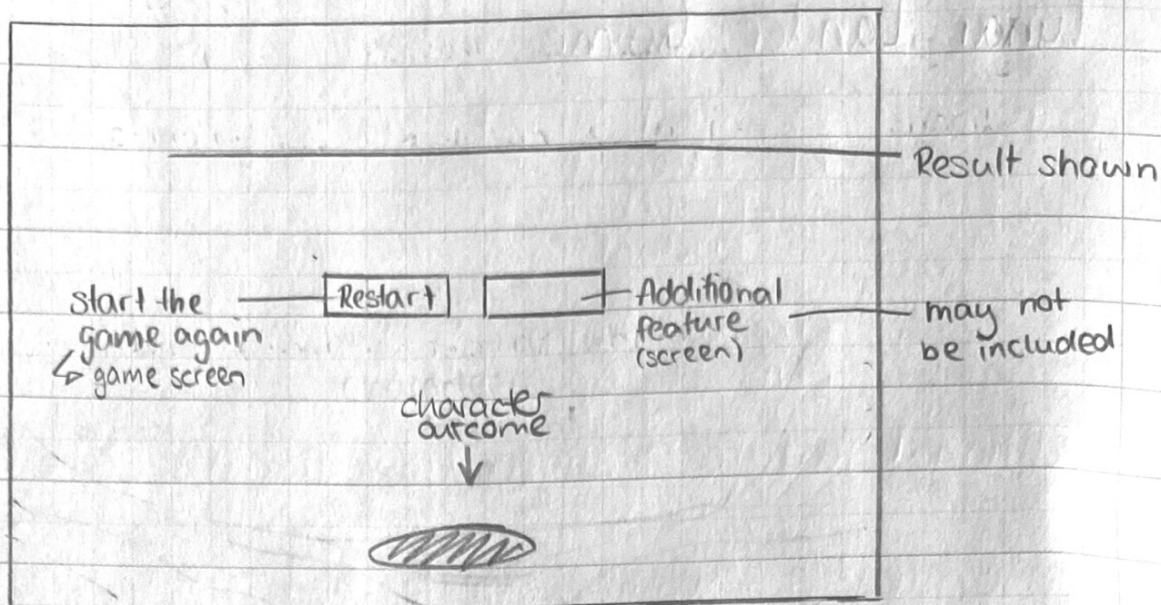 Result shown
start the
game again
↳ game screen
Restart
Additional
feature
(screen)
may not
be included
character
outcome